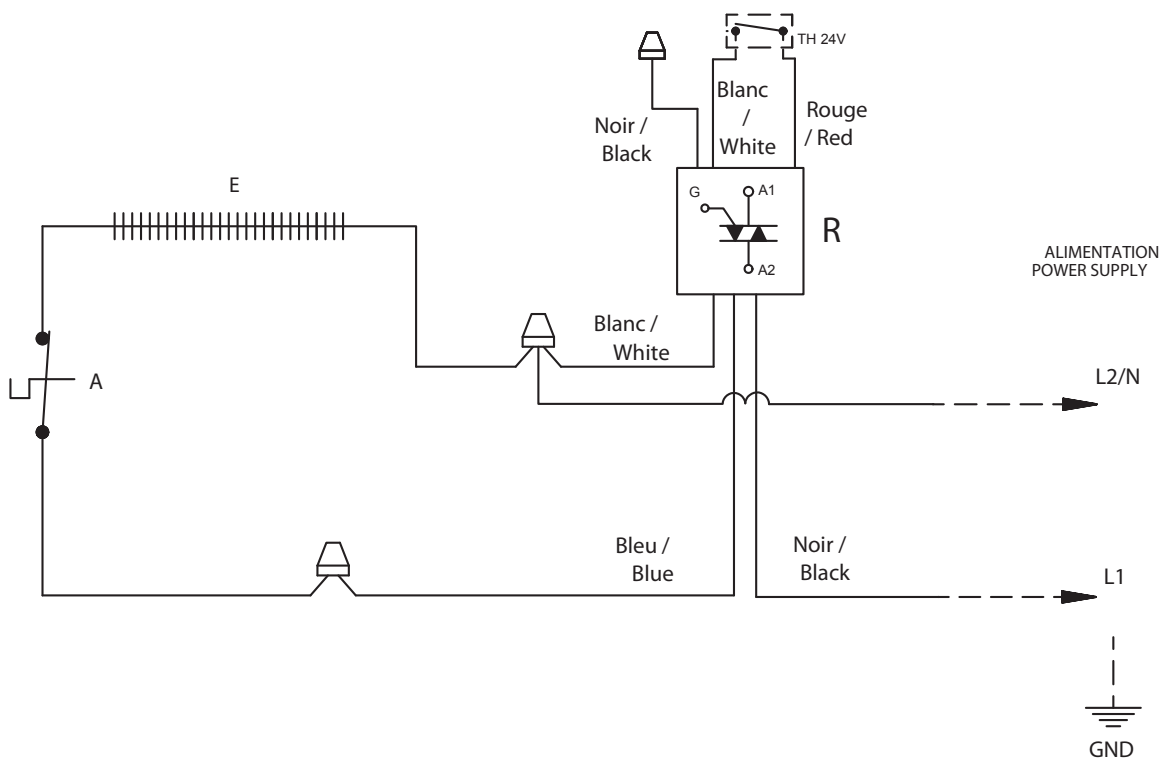 TH 24V
Blanc
/
White
Rouge
/ Red
Noir /
Black
E
G
A1
R
A2
ALIMENTATION
POWER SUPPLY
Blanc /
White
A
L2/N
Bleu /
Blue
Noir /
Black
L1
GND